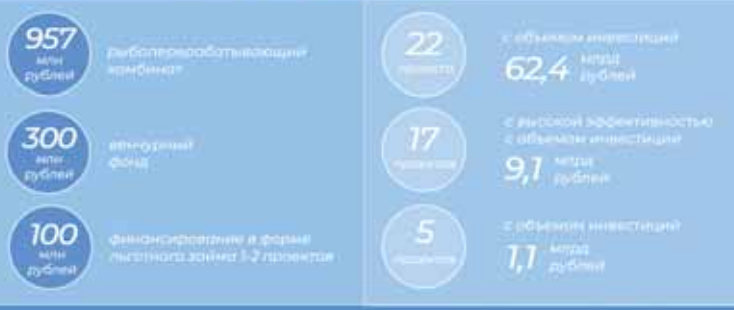 957
млн
рублей
рыбоперерабатывающий
комбинат
300
млн
рублей
венчурный
фонд
100
млн
рублей
финансирование в форме
льготного займа 1-2 проектов
22
проекта
с объемом инвестиций
62,4 млрд
рублей
17
проектов
с высокой эффективностью
с объемом инвестиции
9,1 млрд
рублей
5
проектов
с объемом инвестиций
1,1 млрд
рублей